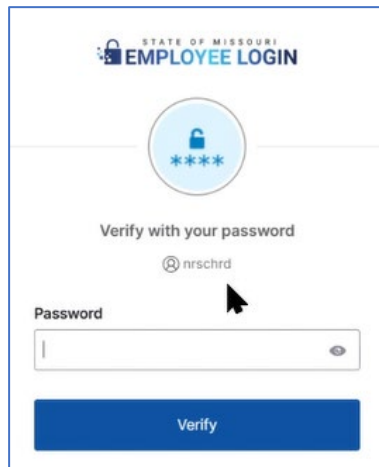 STATE OF MISSOURI
EMPLOYEE LOGIN
****
Verify with your password
nrschrd
Password
Verify